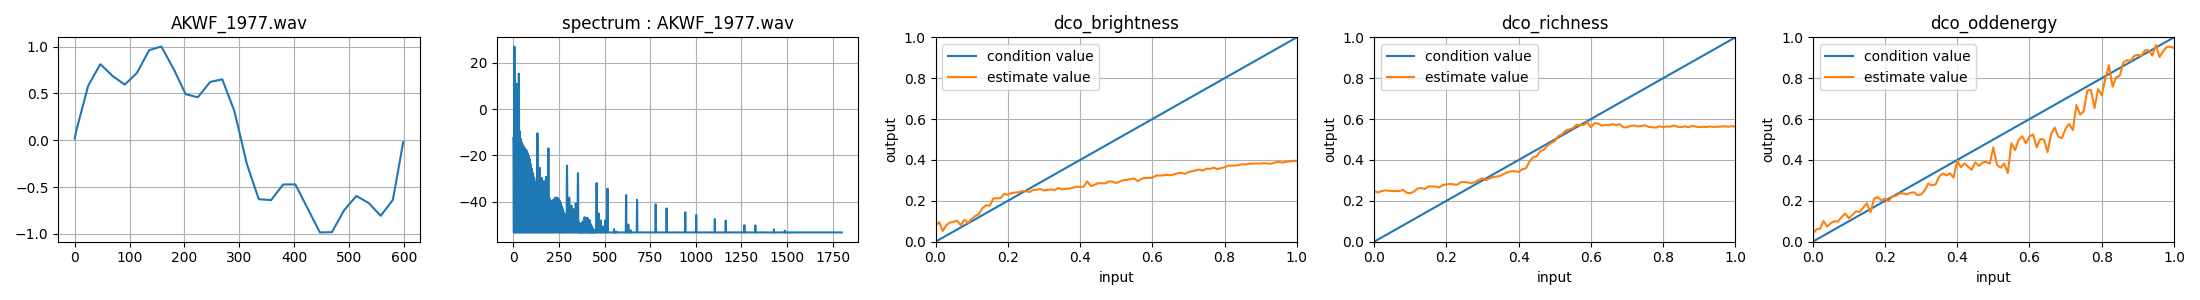 AKWF_1977.wav
1.0
0.5
0.0
−0.5
−1.0
0 100 200 300 400 500 600
spectrum : AKWF_1977.wav
20
0
−20
−40
0 250 500 750 1000 1250 1500 1750
dco_brightness
condition value
estimate value
output
1.0
0.8
0.6
0.4
0.2
0.0
0.0 0.2 0.4 0.6 0.8 1.0
input
dco_richness
condition value
estimate value
output
1.0
0.8
0.6
0.4
0.2
0.0
0.0 0.2 0.4 0.6 0.8 1.0
input
dco_oddenergy
condition value
estimate value
output
1.0
0.8
0.6
0.4
0.2
0.0
0.0 0.2 0.4 0.6 0.8 1.0
input